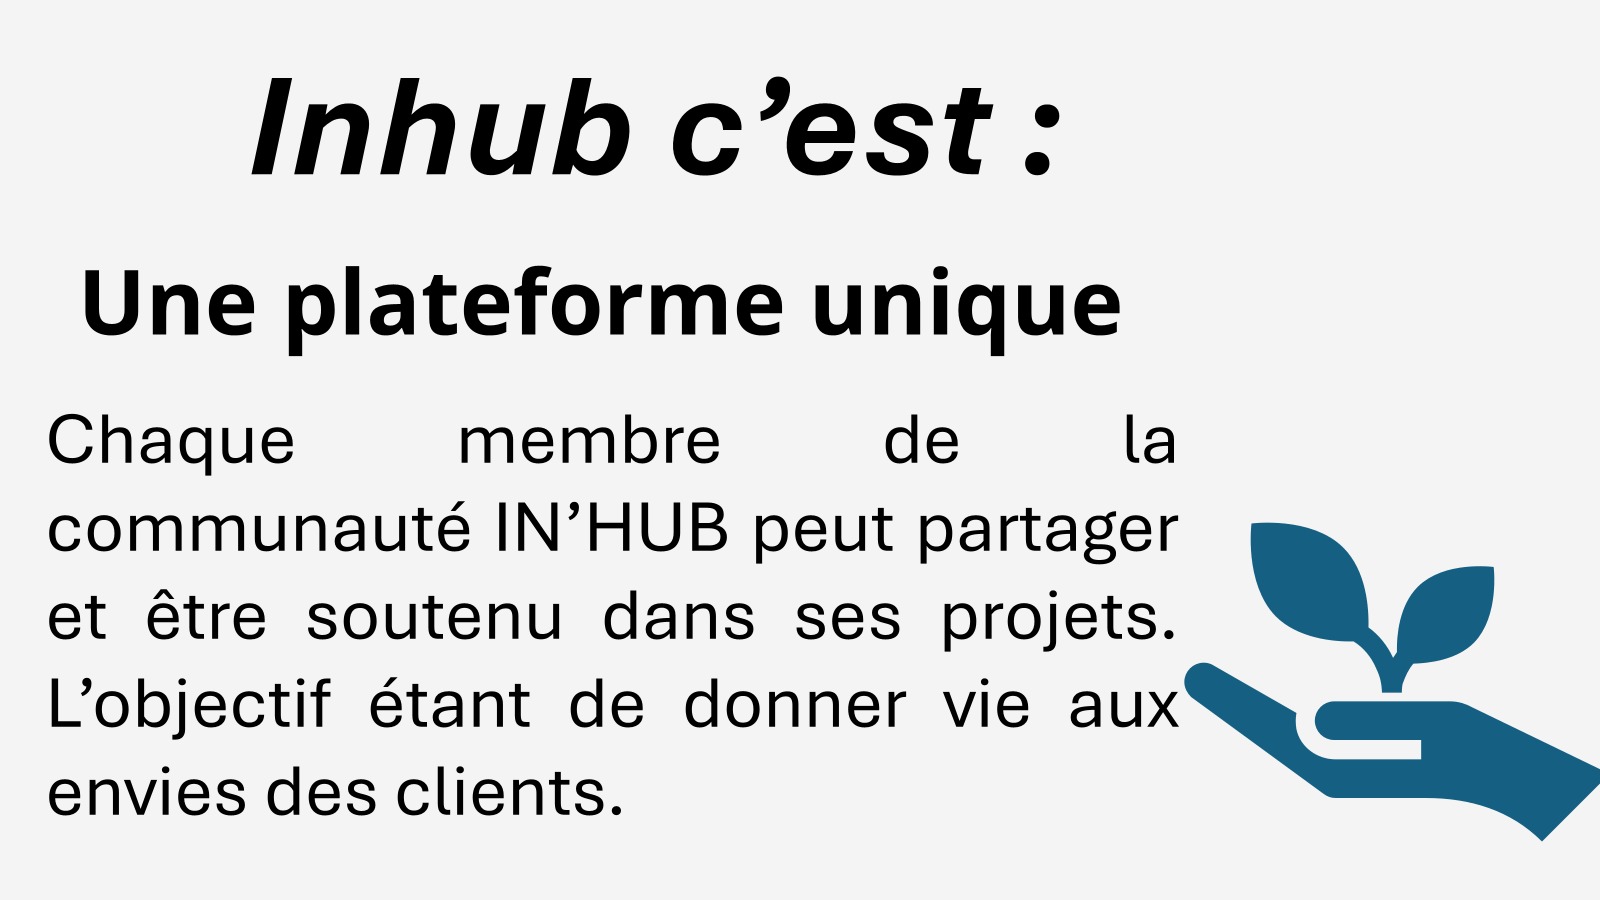 Inhub c’est :
Une plateforme unique
Chaque membre de la
communauté IN’HUB peut partager
et être soutenu dans ses projets.
L’objectif étant de donner vie aux
envies des clients.